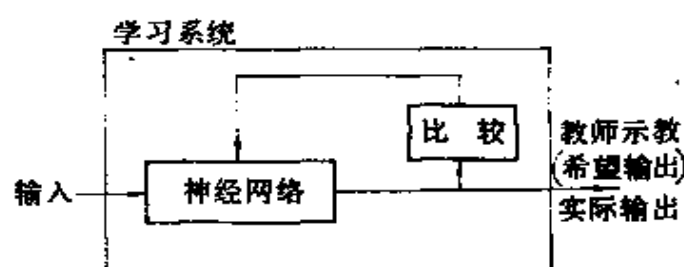 学习系统
比 较
教师示教
(希望输出)
输入
神经网络
实际输出